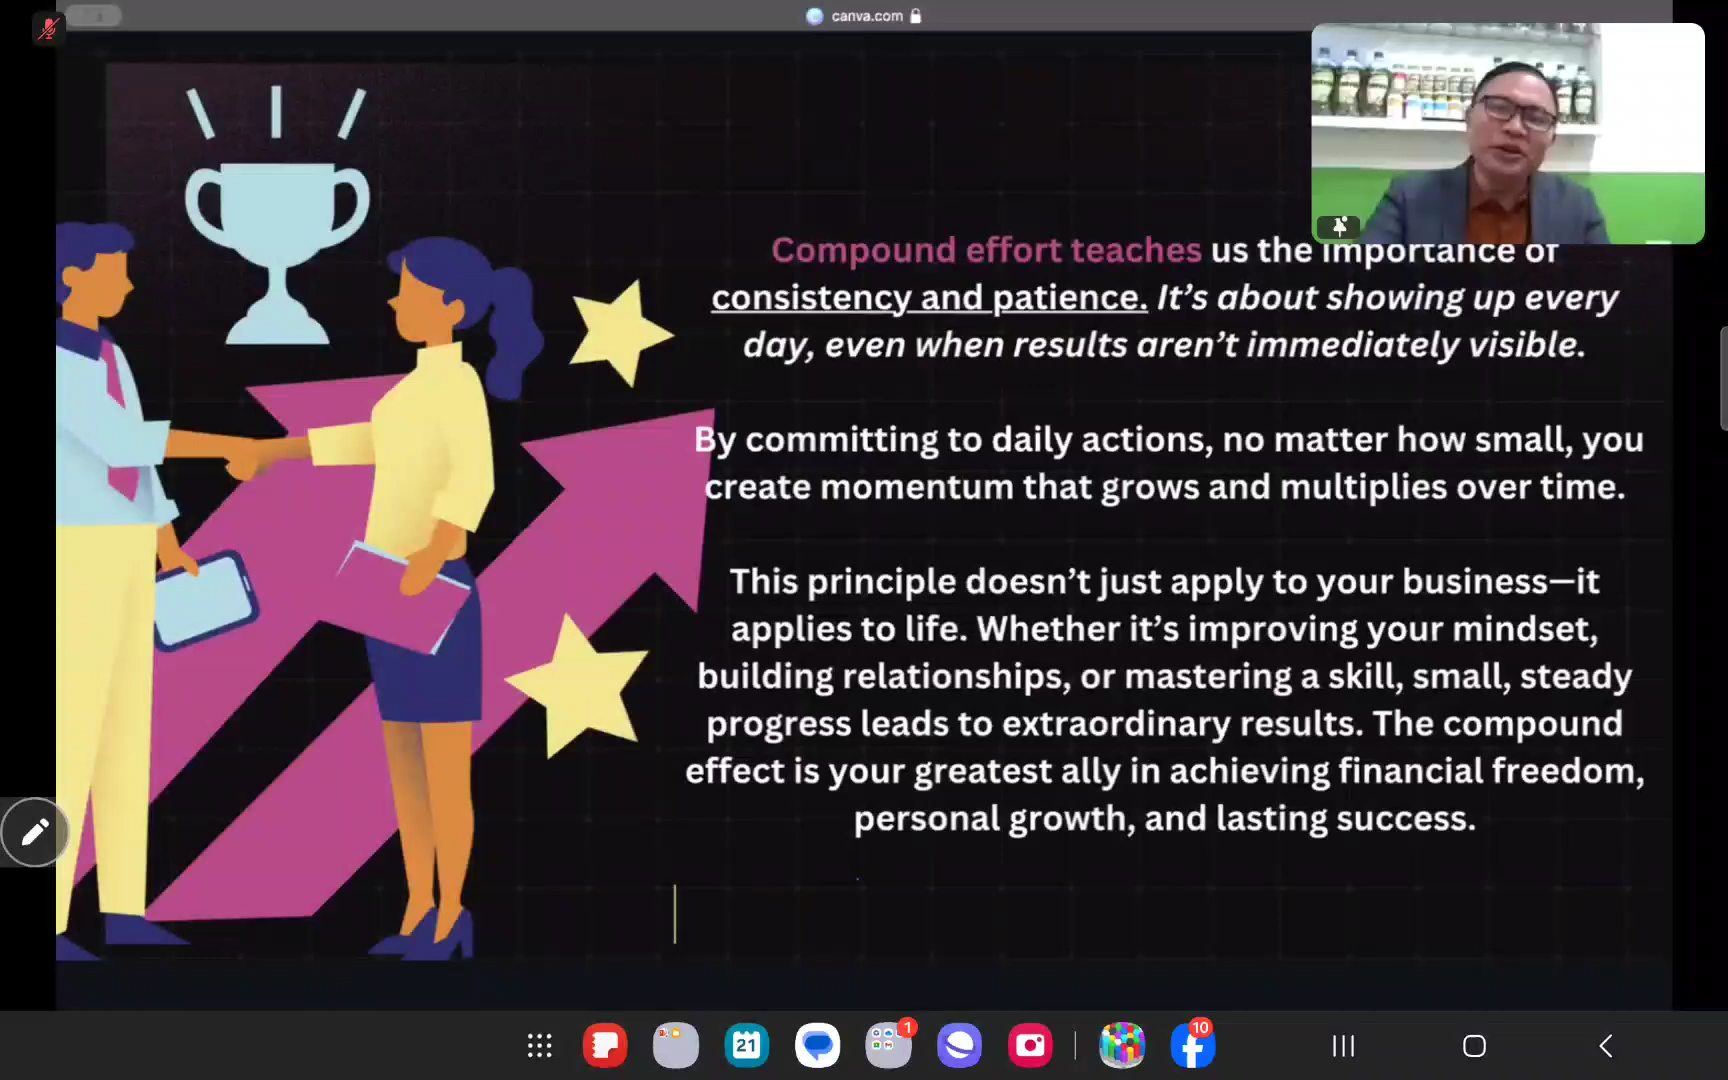 canva.com
Compound effort teaches us the importance of
consistency and patience. It’s about showing up every
day, even when results aren’t immediately visible.
By committing to daily actions, no matter how small, you
create momentum that grows and multiplies over time.
This principle doesn’t just apply to your business—it
applies to life. Whether it’s improving your mindset,
building relationships, or mastering a skill, small, steady
progress leads to extraordinary results. The compound
effect is your greatest ally in achieving financial freedom,
personal growth, and lasting success.
21
1
10